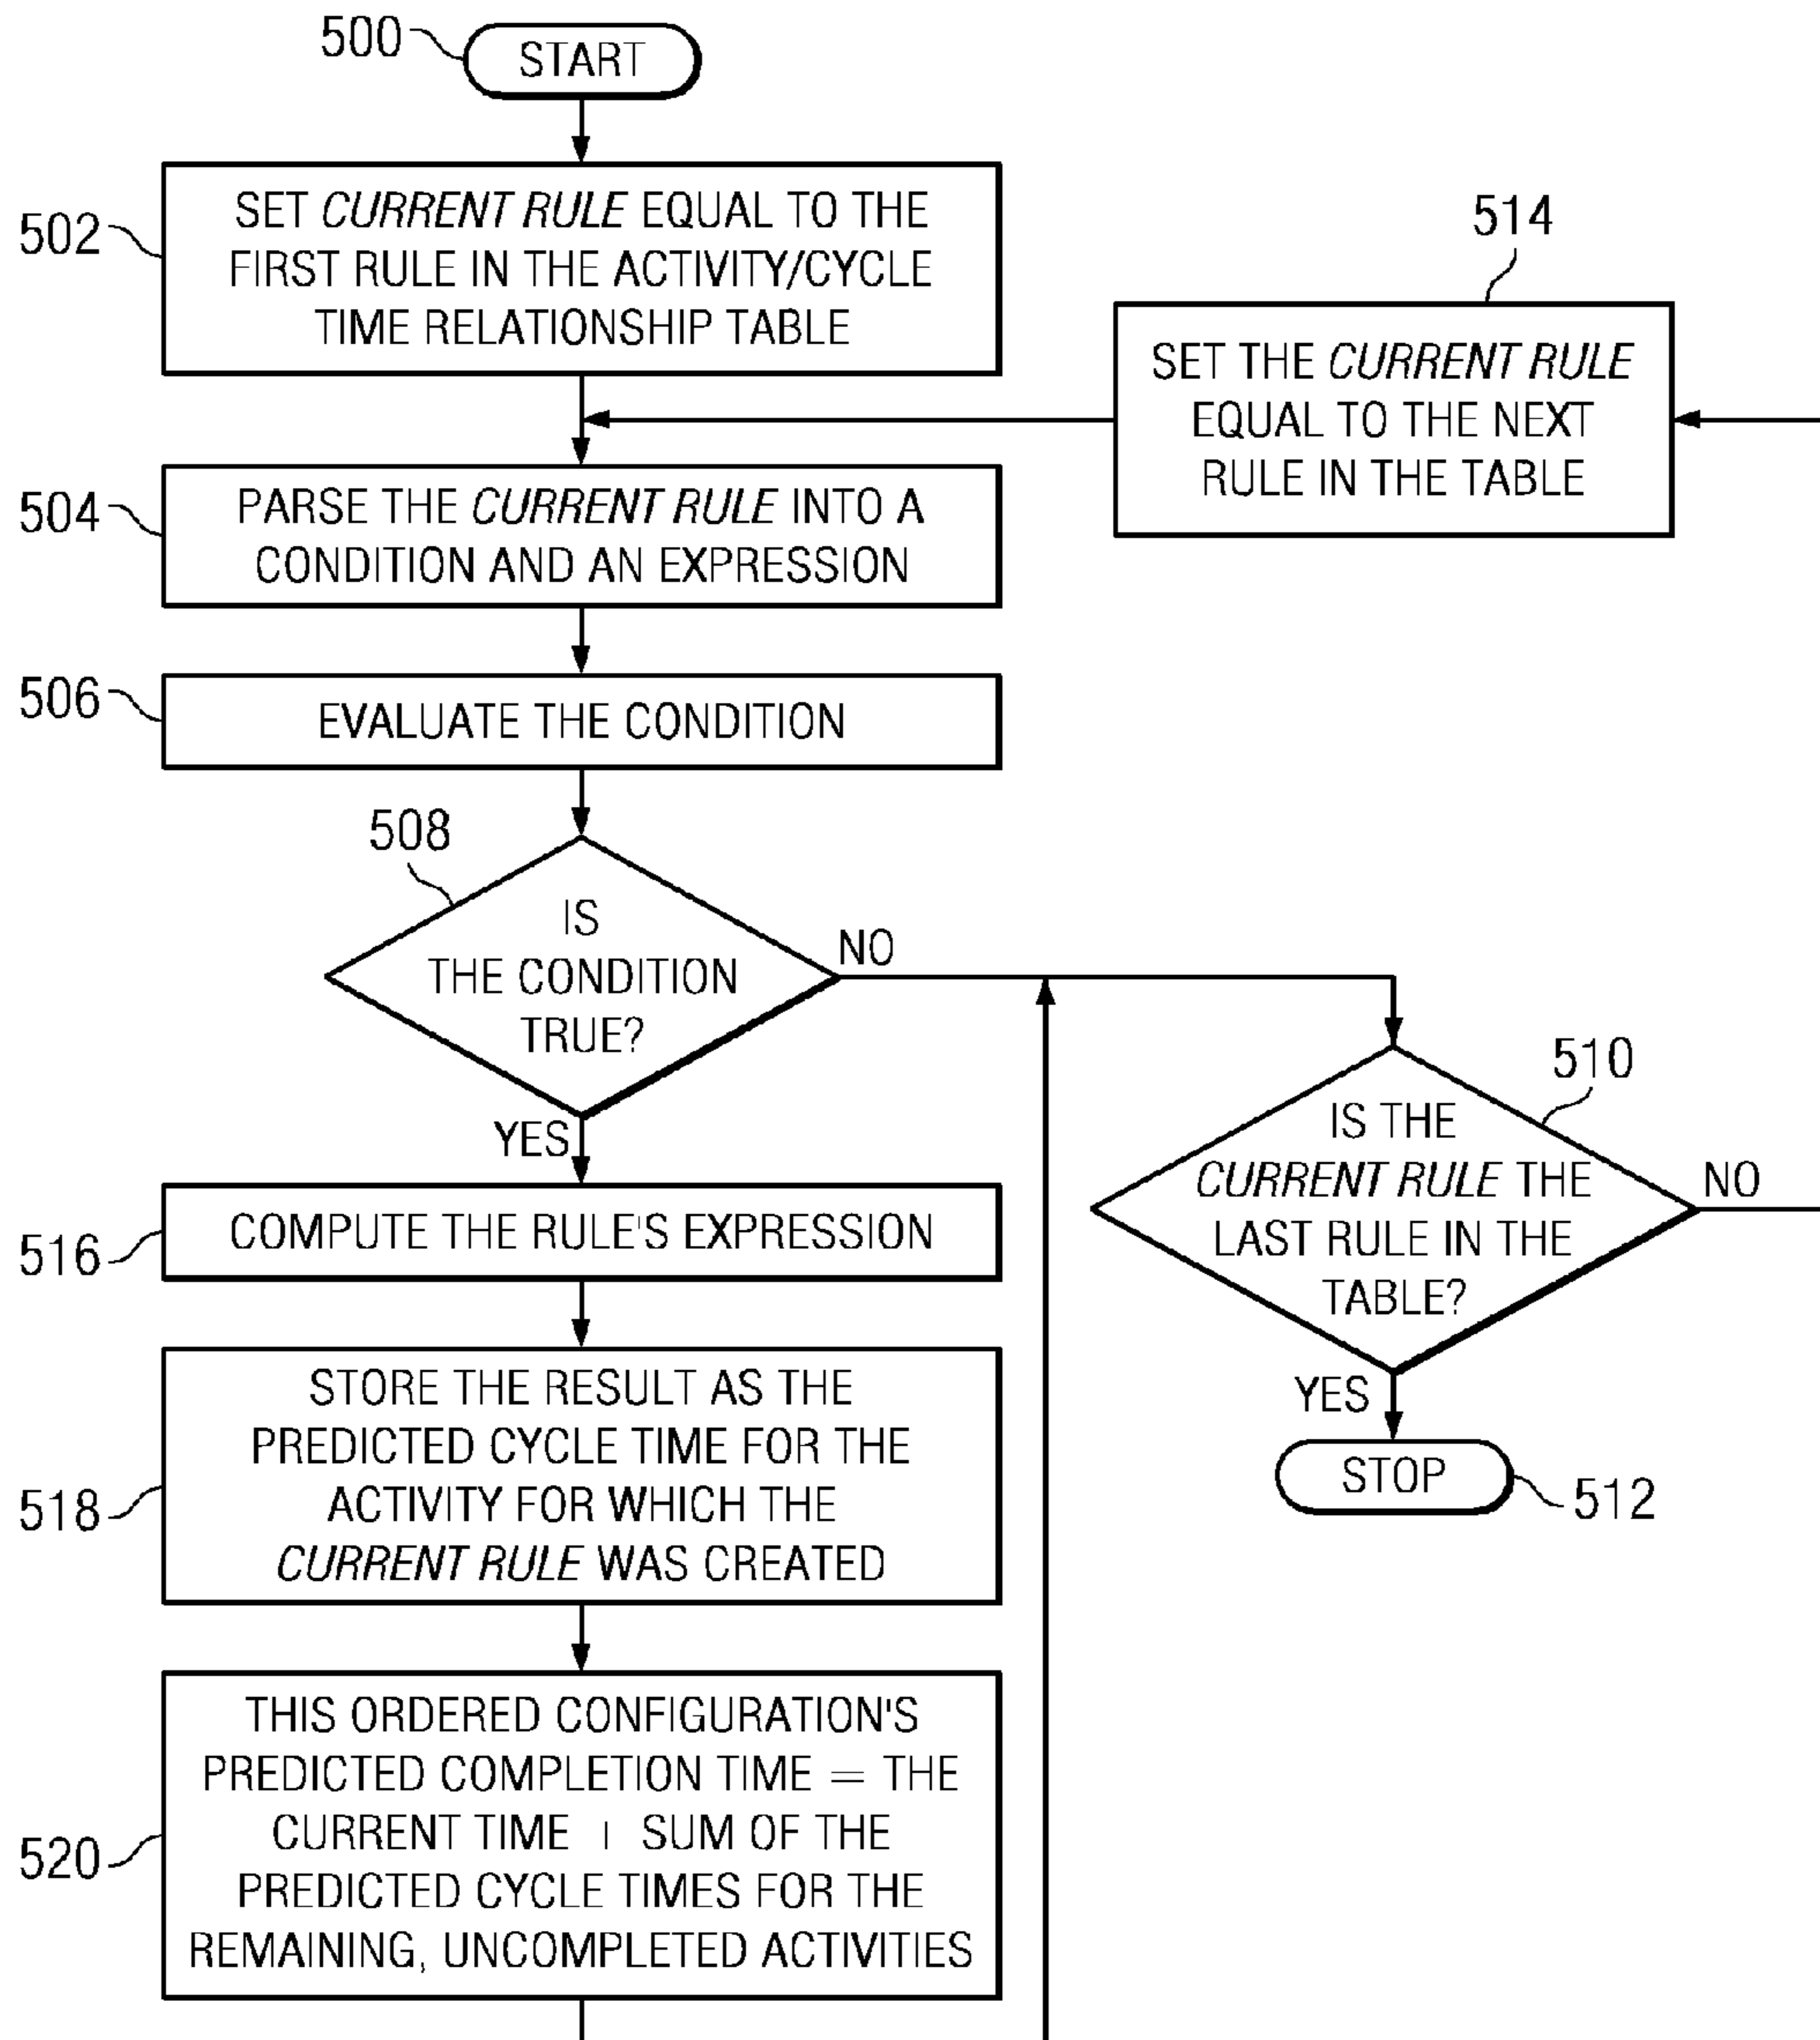 500
START
502
SET CURRENT RULE EQUAL TO THE
FIRST RULE IN THE ACTIVITY/CYCLE
TIME RELATIONSHIP TABLE
514
SET THE CURRENT RULE
EQUAL TO THE NEXT
RULE IN THE TABLE
504
PARSE THE CURRENT RULE INTO A
CONDITION AND AN EXPRESSION
506
EVALUATE THE CONDITION
508
IS
THE CONDITION
TRUE?
NO
YES
510
IS THE
CURRENT RULE THE
LAST RULE IN THE
TABLE?
NO
YES
STOP
512
516
COMPUTE THE RULE'S EXPRESSION
518
STORE THE RESULT AS THE
PREDICTED CYCLE TIME FOR THE
ACTIVITY FOR WHICH THE
CURRENT RULE WAS CREATED
520
THIS ORDERED CONFIGURATION'S
PREDICTED COMPLETION TIME = THE
CURRENT TIME + SUM OF THE
PREDICTED CYCLE TIMES FOR THE
REMAINING, UNCOMPLETED ACTIVITIES